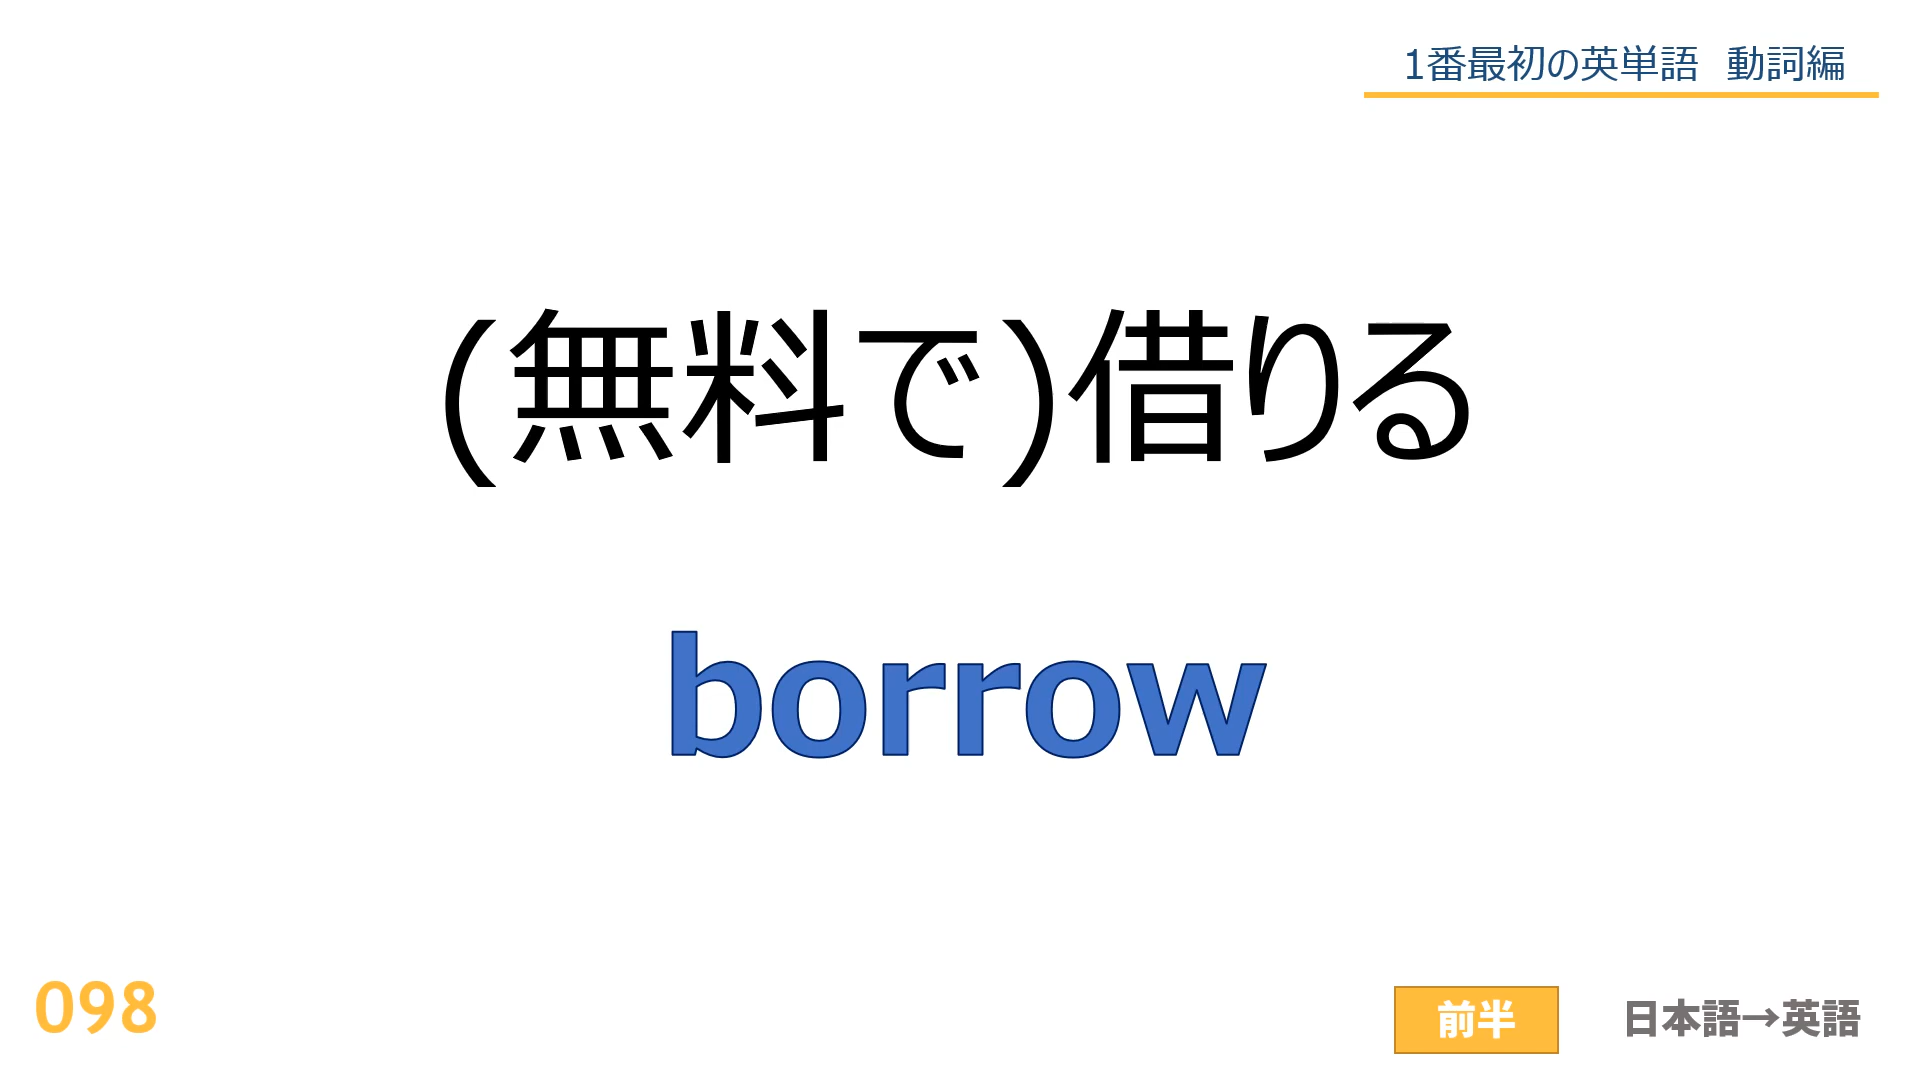 1番最初の英単語　動詞編
(無料で)借りる
borrow
098
前半
日本語→英語